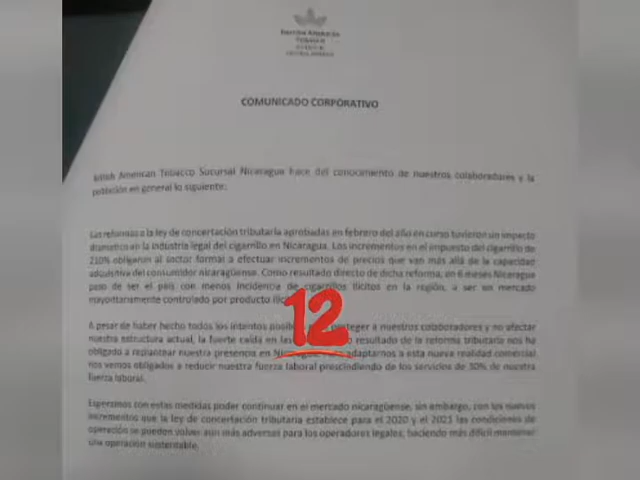 British American
Tobacco
COMUNICADO CORPORATIVO
British American Tobacco Sucursal Nicaragua hace del conocimiento de nuestros colaboradores y la
población en general lo siguiente:
Las reformas a la ley de concertación tributaria aprobadas en febrero del año en curso tuvieron un impacto
dramático en la industria legal del cigarrillo en Nicaragua. Los incrementos en el impuesto del cigarrillo de
210% obligaron al sector formal a efectuar incrementos de precios que van más allá de la capacidad
adquisitiva del consumidor nicaragüense. Como resultado directo de dicha reforma, en 6 meses Nicaragua
paso de ser el país con menos incidencia de cigarrillos ilícitos en la región, a ser un mercado
mayoritariamente controlado por producto
12
A pesar de haber hecho todos los intentos proteger a nuestros colaboradores y no afectar
nuestra estructura actual, la fuerte caída en resultado de la reforma tributaria nos ha
obligado a replantear nuestra presencia en adaptarnos a esta nueva realidad comercial
nos vemos obligados a reducir nuestra fuerza laboral prescindiendo de los servicios de 30% de nuestra
fuerza laboral.
Esperamos con estas medidas poder continuar en el mercado nicaragüense, sin embargo, con los nuevos
incrementos que la ley de concertación tributaria establece para el 2020 y el 2021 las condiciones de
operación se pueden volver aún más adversas para los operadores legales, haciendo más difícil mantener
una operación sustentable.